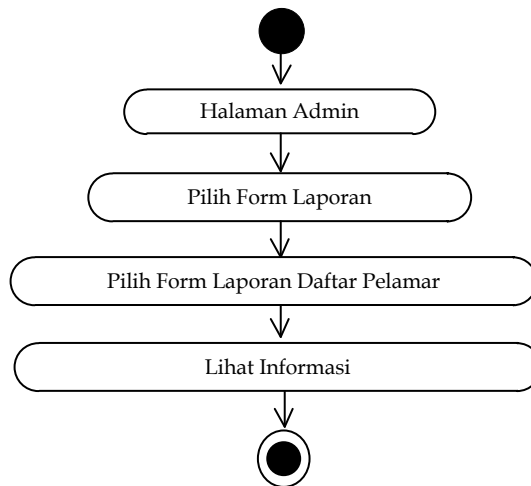 Halaman Admin
Pilih Form Laporan
Pilih Form Laporan Daftar Pelamar
Lihat Informasi